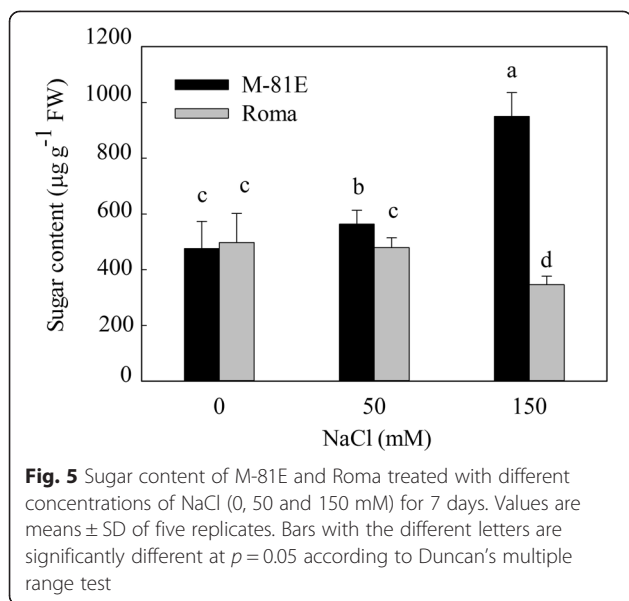 1200
1000
800
600
400
200
0
Sugar content (µg g-1 FW)
M-81E
Roma
c
c
b
c
a
d
0
50
150
NaCl (mM)
Fig. 5 Sugar content of M-81E and Roma treated with different
concentrations of NaCl (0, 50 and 150 mM) for 7 days. Values are
means ± SD of five replicates. Bars with the different letters are
significantly different at p = 0.05 according to Duncan's multiple
range test